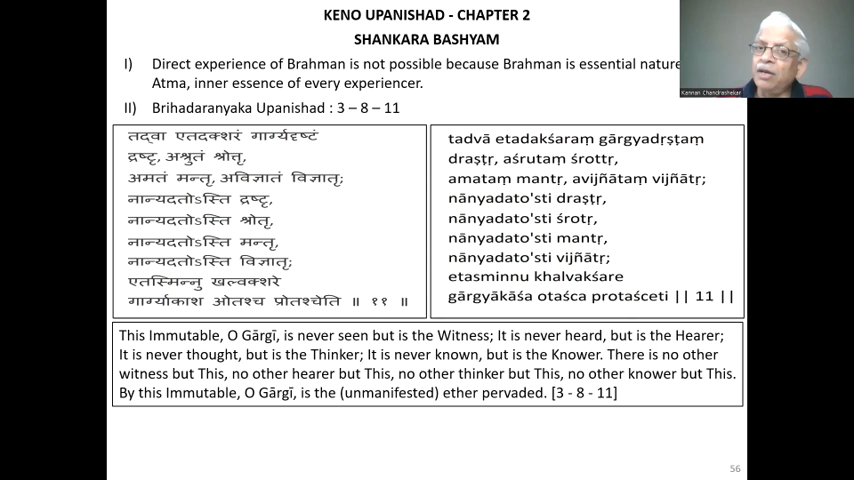 KENO UPANISHAD - CHAPTER 2
SHANKARA BASHYAM
I) Direct experience of Brahman is not possible because Brahman is essential nature
Atma, inner essence of every experiencer.
II) Brihadaranyaka Upanishad : 3 – 8 – 11
तद्वा एतदक्शरं गार्ग्यदृष्टं
द्रष्टृ, अश्रुतं श्रोतृ,
अमतं मन्तृ, अविज्ञातं विज्ञातृ;
नान्यदतोऽस्ति द्रष्टृ,
नान्यदतोऽस्ति श्रोतृ,
नान्यदतोऽस्ति मन्तृ,
नान्यदतोऽस्ति विज्ञातृ;
एतस्मिन्नु खल्वक्शरे
गार्ग्याकाश ओतश्च प्रोतश्चेति ॥ ११ ॥
tadvā etadakśaraṃ gārgyadṛṣṭaṃ
draṣṭṛ, aśrutaṃ śrottṛ,
amataṃ mantṛ, avijñātaṃ vijñātṛ;
nānyadato'sti draṣṭṛ,
nānyadato'sti śrotṛ,
nānyadato'sti mantṛ,
nānyadato'sti vijñātṛ;
etasminnu khalvakśare
gārgyākāśa otaśca protaśceti || 11 ||
This Immutable, O Gārgī, is never seen but is the Witness; It is never heard, but is the Hearer;
It is never thought, but is the Thinker; It is never known, but is the Knower. There is no other
witness but This, no other hearer but This, no other thinker but This, no other knower but This.
By this Immutable, O Gārgī, is the (unmanifested) ether pervaded. [3 - 8 - 11]
56
Kannan Chandrashekar